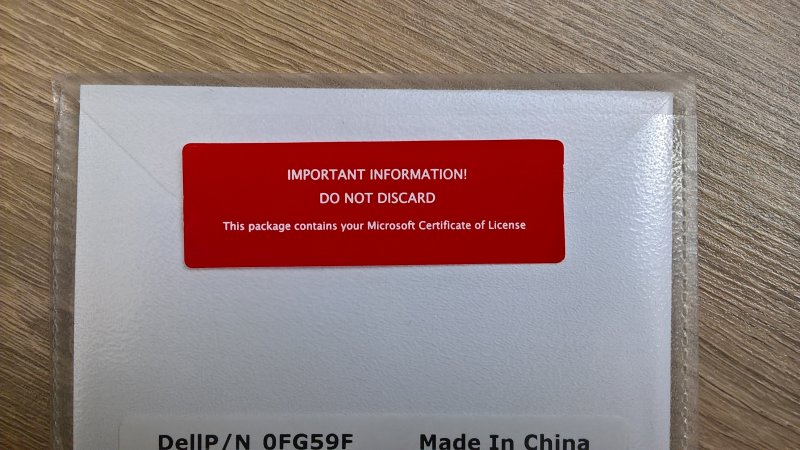 IMPORTANT INFORMATION!
DO NOT DISCARD
This package contains your Microsoft Certificate of License
DellP/N 0FG59F Made In China